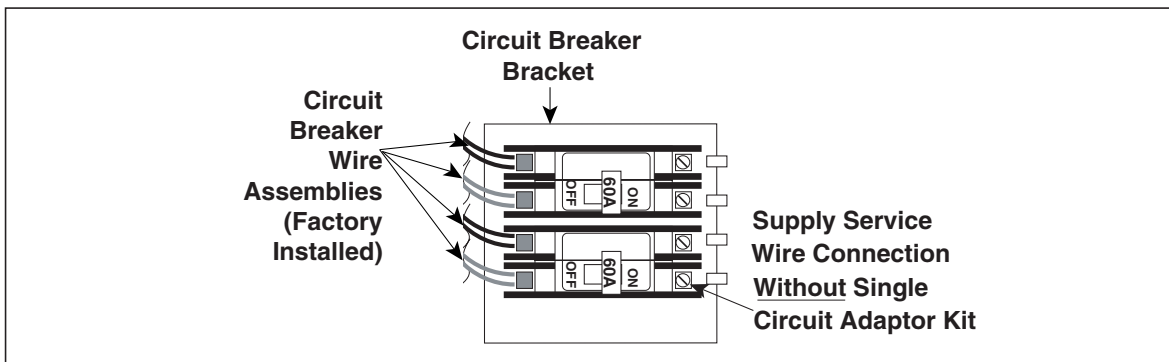 Circuit Breaker
Bracket
Circuit
Breaker
Wire
Assemblies
(Factory
Installed)
OFF
60A
ON
OFF
60A
ON
Supply Service
Wire Connection
Without Single
Circuit Adaptor Kit